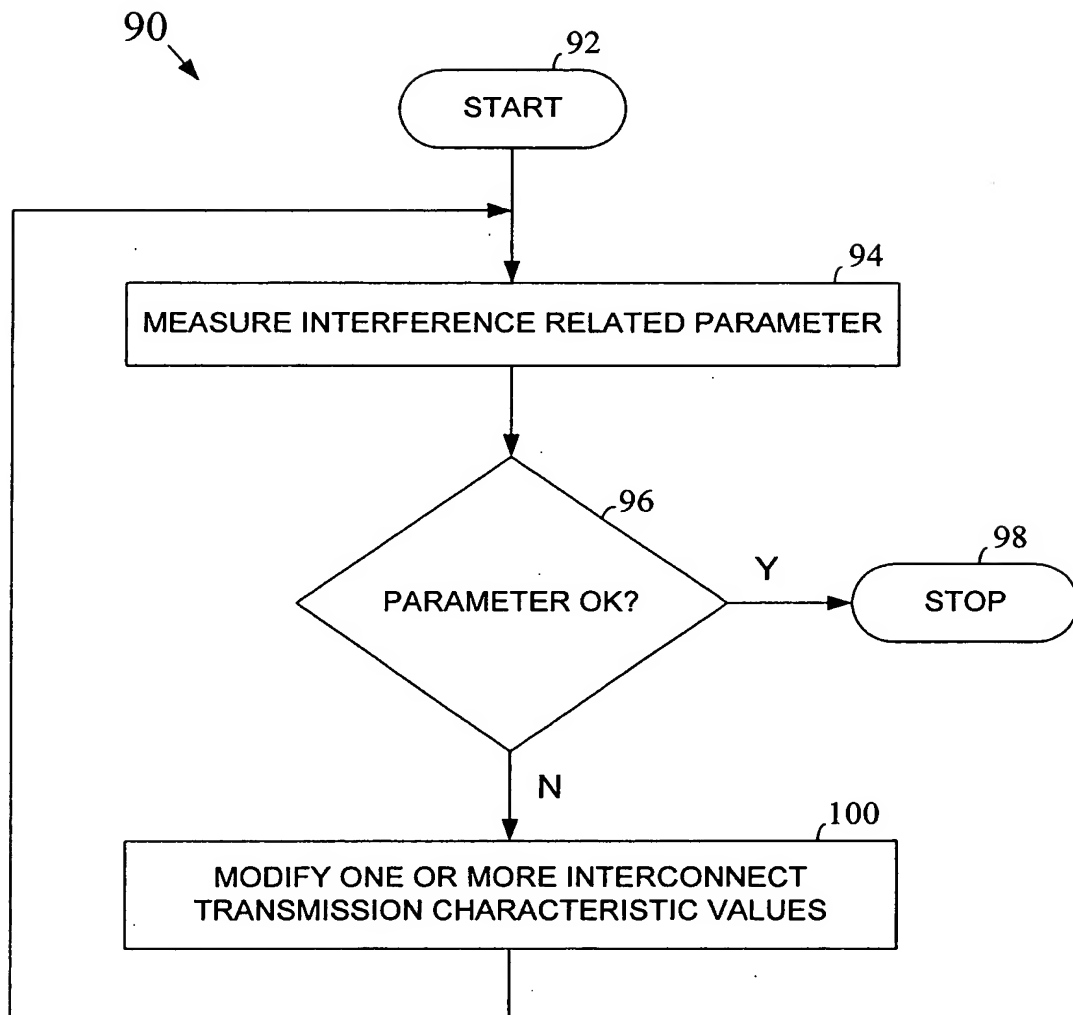 90
92
START
94
MEASURE INTERFERENCE RELATED PARAMETER
96
PARAMETER OK?
Y
98
STOP
N
100
MODIFY ONE OR MORE INTERCONNECT
TRANSMISSION CHARACTERISTIC VALUES